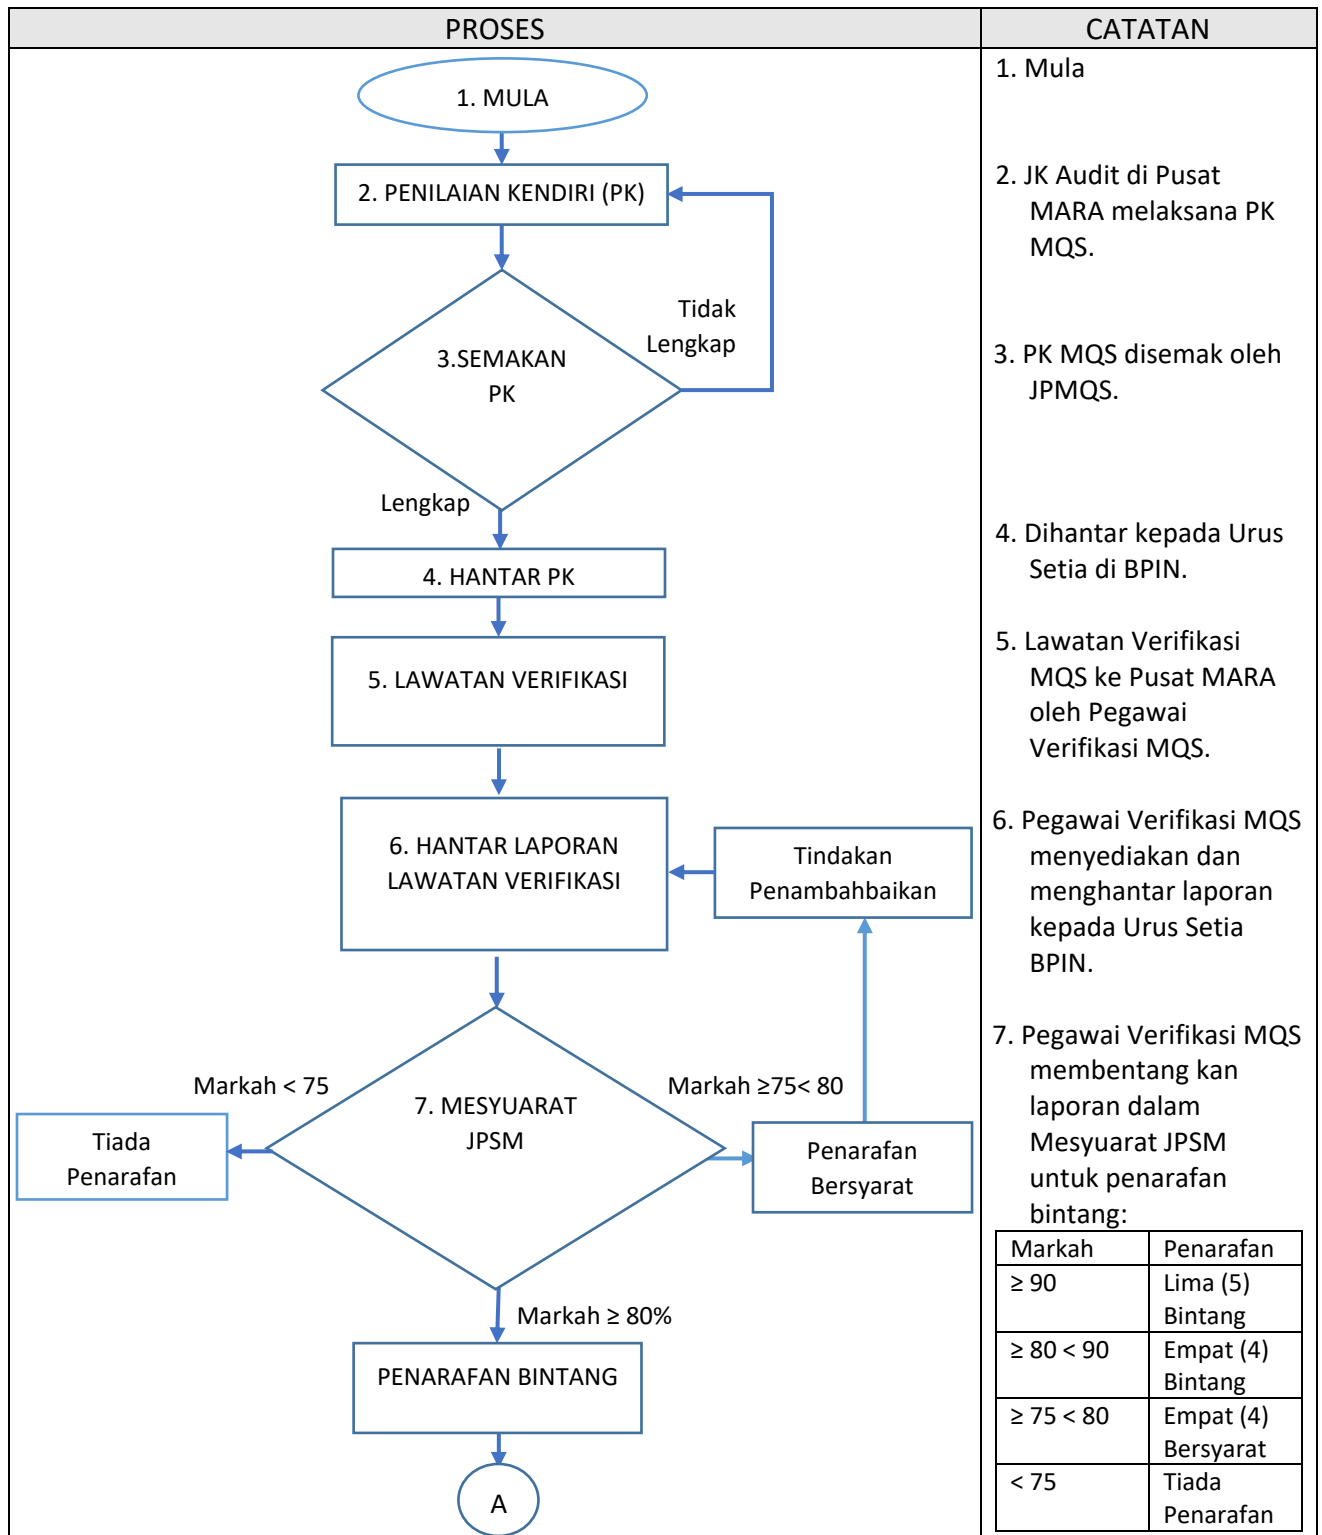 PROSES
CATATAN
1. MULA
2. PENILAIAN KENDIRI (PK)
Tidak
Lengkap
3.SEMAKAN
PK
Lengkap
4. HANTAR PK
5. LAWATAN VERIFIKASI
6. HANTAR LAPORAN
LAWATAN VERIFIKASI
Tindakan
Penambahbaikan
Markah < 75
Markah ≥75< 80
7. MESYUARAT
JPSM
Tiada
Penarafan
Penarafan
Bersyarat
Markah ≥ 80%
PENARAFAN BINTANG
A
1. Mula
2. JK Audit di Pusat
MARA melaksana PK
MQS.
3. PK MQS disemak oleh
JPMQS.
4. Dihantar kepada Urus
Setia di BPIN.
5. Lawatan Verifikasi
MQS ke Pusat MARA
oleh Pegawai
Verifikasi MQS.
6. Pegawai Verifikasi MQS
menyediakan dan
menghantar laporan
kepada Urus Setia
BPIN.
7. Pegawai Verifikasi MQS
membentang kan
laporan dalam
Mesyuarat JPSM
untuk penarafan
bintang:
Markah Penarafan
≥ 90 Lima (5)
Bintang
≥ 80 < 90 Empat (4)
Bintang
≥ 75 < 80 Empat (4)
Bersyarat
< 75 Tiada
Penarafan